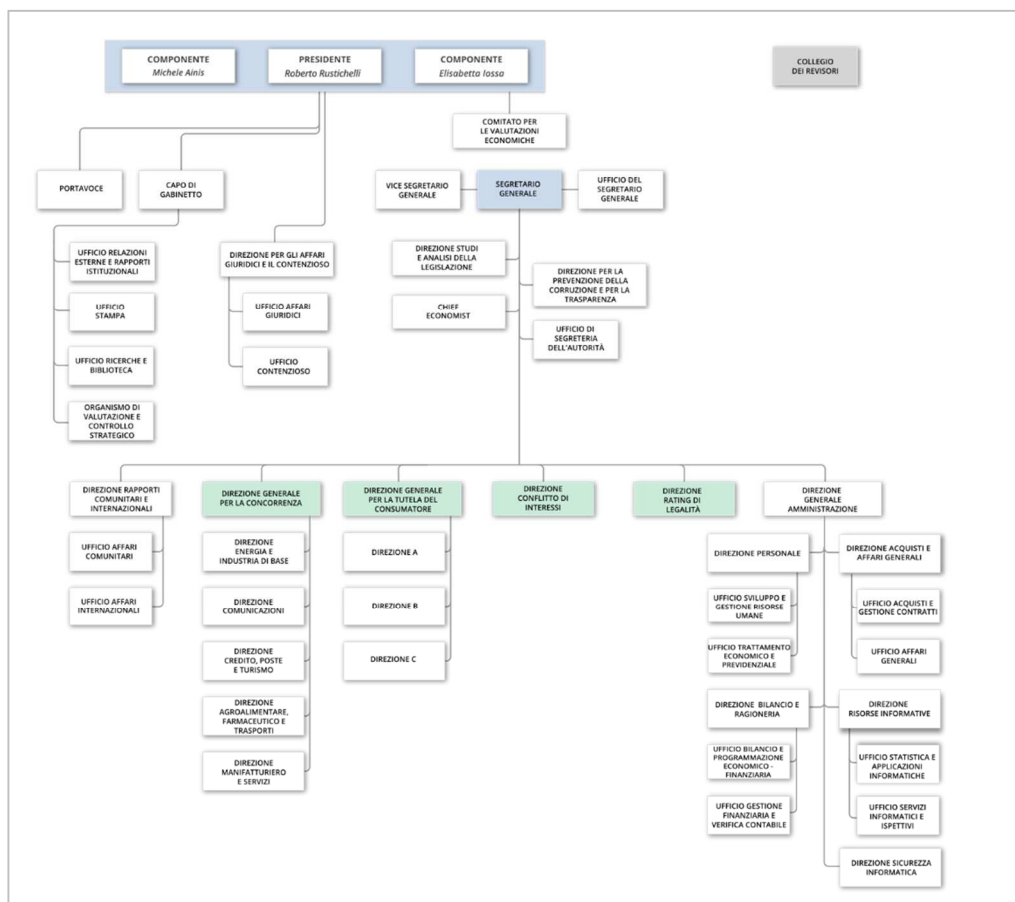 COMPONENTE
Michele Ainis
PRESIDENTE
Roberto Rustichelli
COMPONENTE
Elisabetta Iossa
COLLEGIO
DEI REVISORI
COMITATO PER
LE VALUTAZIONI
ECONOMICHE
PORTAVOCE
CAPO DI
GABINETTO
VICE SEGRETARIO
GENERALE
SEGRETARIO
GENERALE
UFFICIO DEL
SEGRETARIO
GENERALE
UFFICIO RELAZIONI
ESTERNE E RAPPORTI
ISTITUZIONALI
UFFICIO
STAMPA
UFFICIO RICERCHE E
BIBLIOTECA
ORGANISMO DI
VALUTAZIONE E
CONTROLLO
STRATEGICO
DIREZIONE PER GLI AFFARI
GIURIDICI E IL CONTENZIOSO
UFFICIO AFFARI
GIURIDICI
UFFICIO
CONTENZIOSO
DIREZIONE STUDI
E ANALISI DELLA
LEGISLAZIONE
DIREZIONE PER LA
PREVENZIONE DELLA
CORRUZIONE E PER LA
TRASPARENZA
CHIEF
ECONOMIST
UFFICIO DI
SEGRETERIA
DELL'AUTORITÀ
DIREZIONE RAPPORTI
COMUNITARI E
INTERNAZIONALI
UFFICIO AFFARI
COMUNITARI
UFFICIO AFFARI
INTERNAZIONALI
DIREZIONE GENERALE
PER LA CONCORRENZA
DIREZIONE
ENERGIA E
INDUSTRIA DI BASE
DIREZIONE
COMUNICAZIONI
DIREZIONE
CREDITO, POSTE
E TURISMO
DIREZIONE
AGROALIMENTARE,
FARMACEUTICO E
TRASPORTI
DIREZIONE
MANIFATTURIERO
E SERVIZI
DIREZIONE GENERALE
PER LA TUTELA DEL
CONSUMATORE
DIREZIONE A
DIREZIONE B
DIREZIONE C
DIREZIONE
CONFLITTO DI
INTERESSI
DIREZIONE
RATING DI
LEGALITÀ
DIREZIONE
GENERALE
AMMINISTRAZIONE
DIREZIONE PERSONALE
UFFICIO SVILUPPO E
GESTIONE RISORSE
UMANE
UFFICIO TRATTAMENTO
ECONOMICO E
PREVIDENZIALE
DIREZIONE ACQUISTI E
AFFARI GENERALI
UFFICIO ACQUISTI E
GESTIONE CONTRATTI
UFFICIO AFFARI
GENERALI
DIREZIONE BILANCIO E
RAGIONERIA
UFFICIO BILANCIO E
PROGRAMMAZIONE
ECONOMICO -
FINANZIARIA
UFFICIO GESTIONE
FINANZIARIA E
VERIFICA CONTABILE
DIREZIONE
RISORSE INFORMATIVE
UFFICIO STATISTICA E
APPLICAZIONI
INFORMATICHE
UFFICIO SERVIZI
INFORMATICI E
ISPETTIVI
DIREZIONE SICUREZZA
INFORMATICA